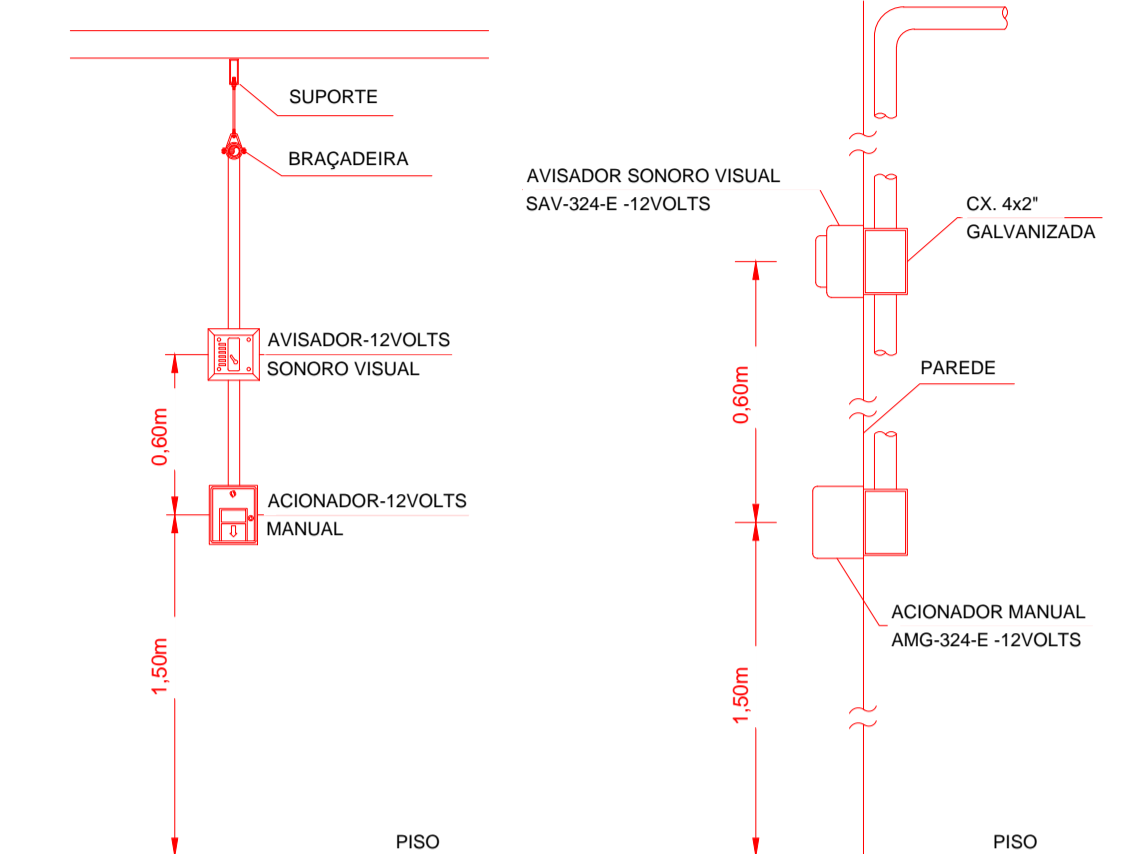 SUPORTE
BRAÇADEIRA
AVISADOR-12VOLTS
SONORO VISUAL
0,60m
ACIONADOR-12VOLTS
MANUAL
1,50m
PISO
AVISADOR SONORO VISUAL
SAV-324-E -12VOLTS
CX. 4x2"
GALVANIZADA
PAREDE
0,60m
ACIONADOR MANUAL
AMG-324-E -12VOLTS
1,50m
PISO